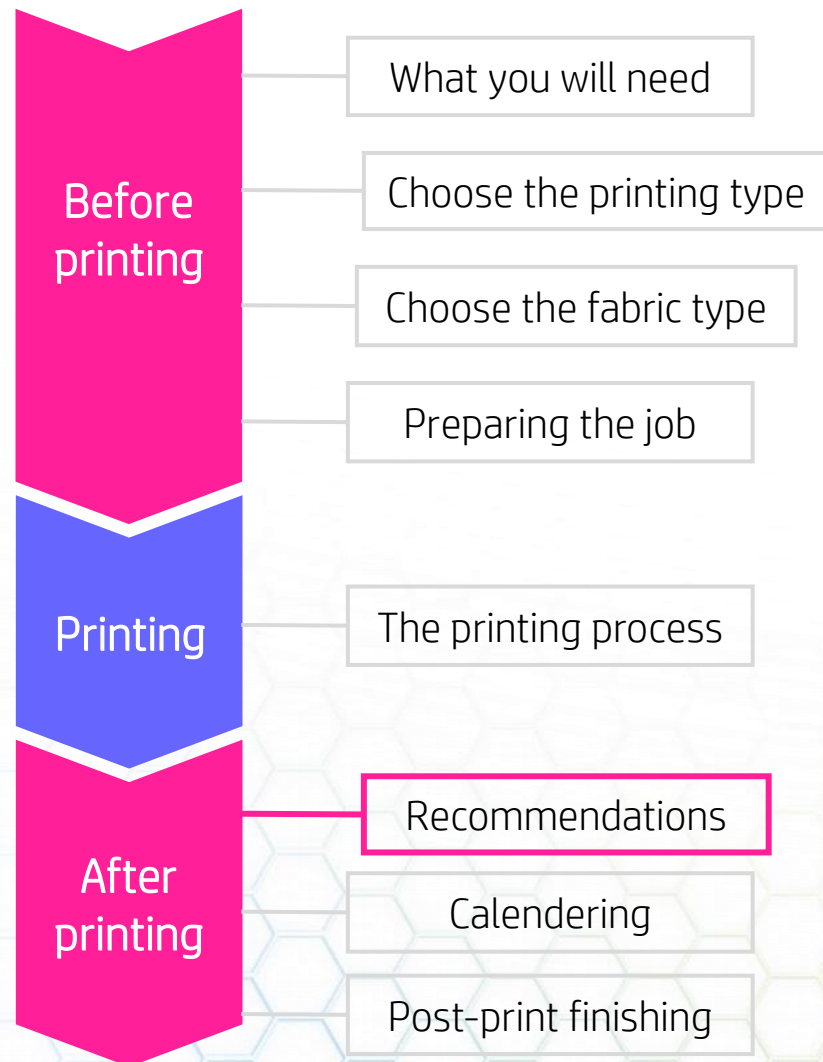 Before
printing
What you will need
Choose the printing type
Choose the fabric type
Preparing the job
Printing
The printing process
After
printing
Recommendations
Calendering
Post-print finishing